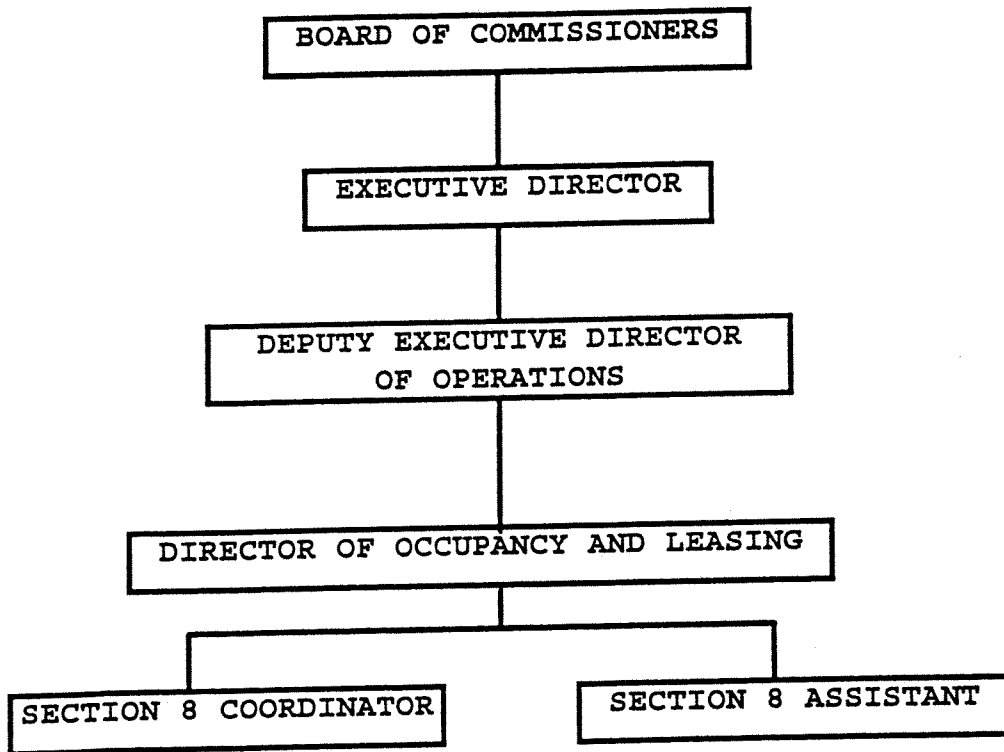 BOARD OF COMMISSIONERS
EXECUTIVE DIRECTOR
DEPUTY EXECUTIVE DIRECTOR
OF OPERATIONS
DIRECTOR OF OCCUPANCY AND LEASING
SECTION 8 COORDINATOR
SECTION 8 ASSISTANT